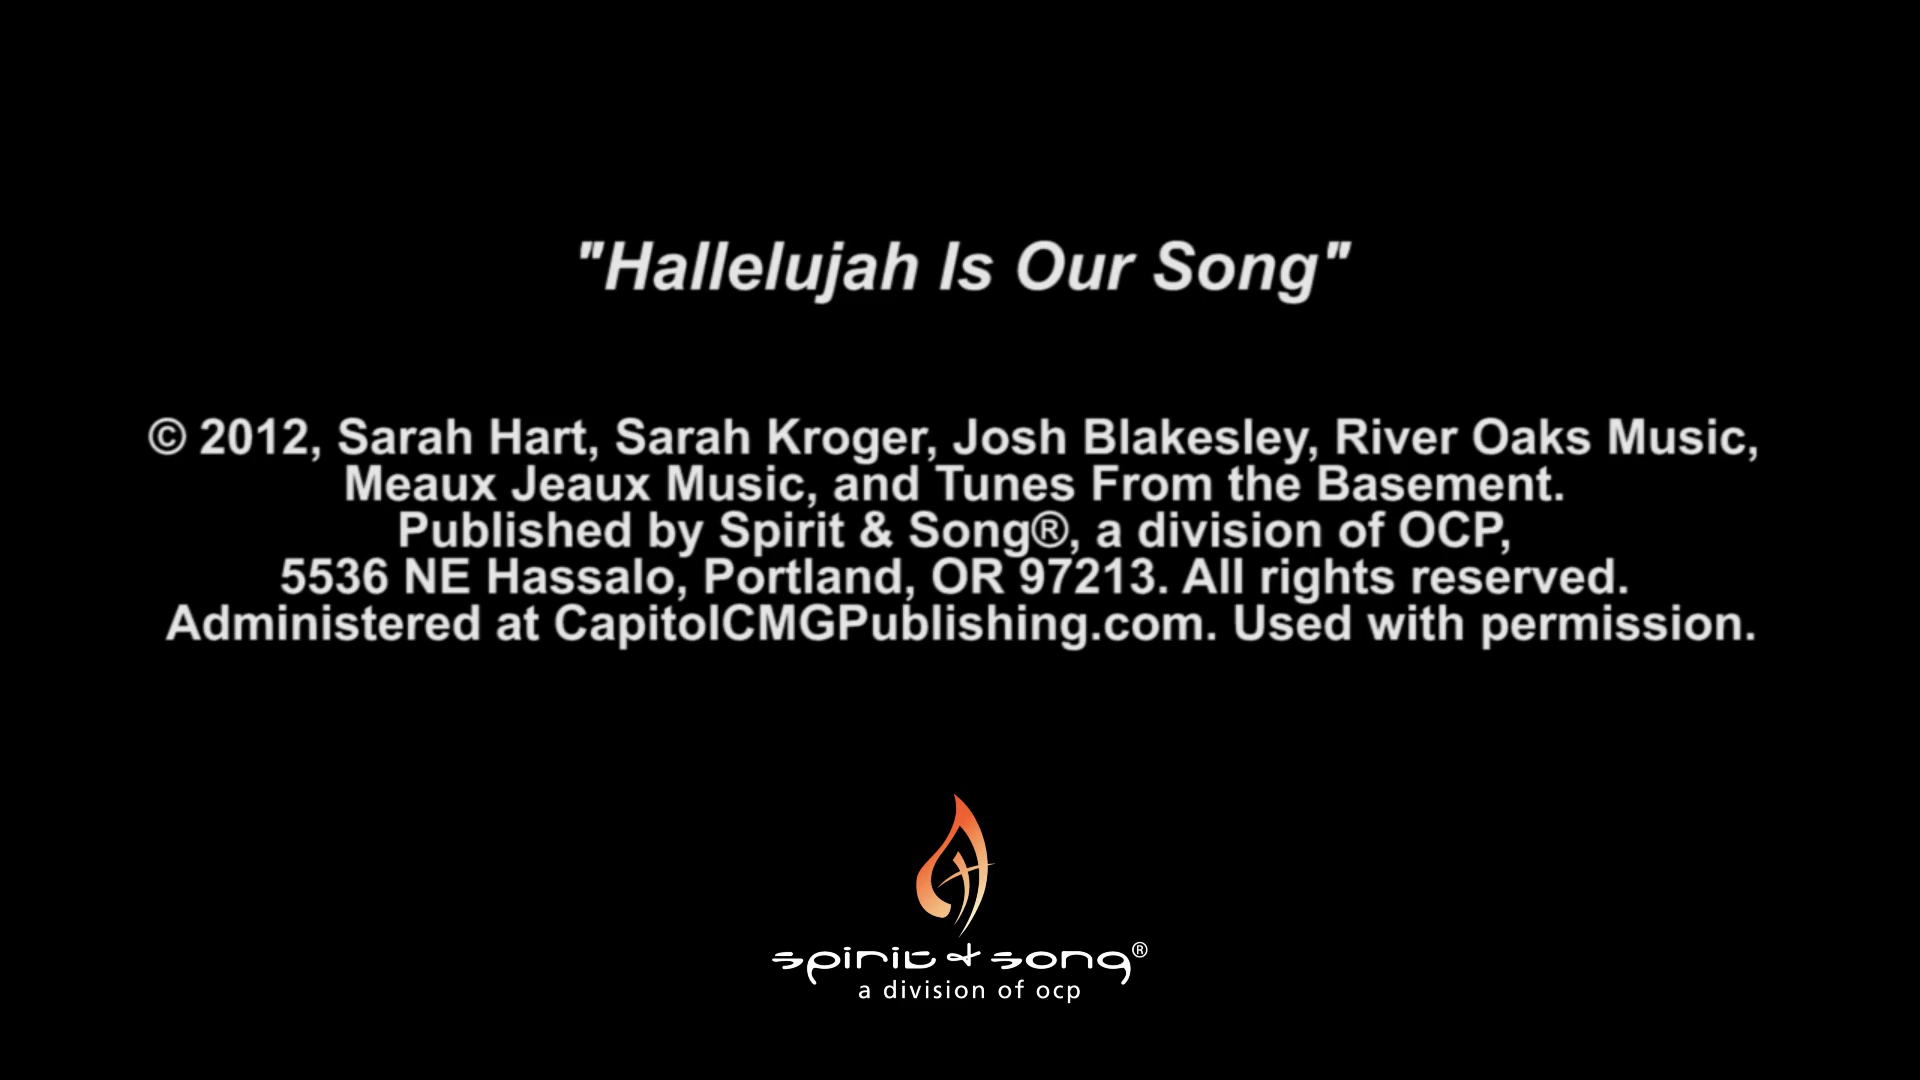 "Hallelujah Is Our Song"
© 2012, Sarah Hart, Sarah Kroger, Josh Blakesley, River Oaks Music,
Meaux Jeaux Music, and Tunes From the Basement.
Published by Spirit & Song®, a division of OCP,
5536 NE Hassalo, Portland, OR 97213. All rights reserved.
Administered at CapitolCMGPublishing.com. Used with permission.
spirit & song®
a division of ocp